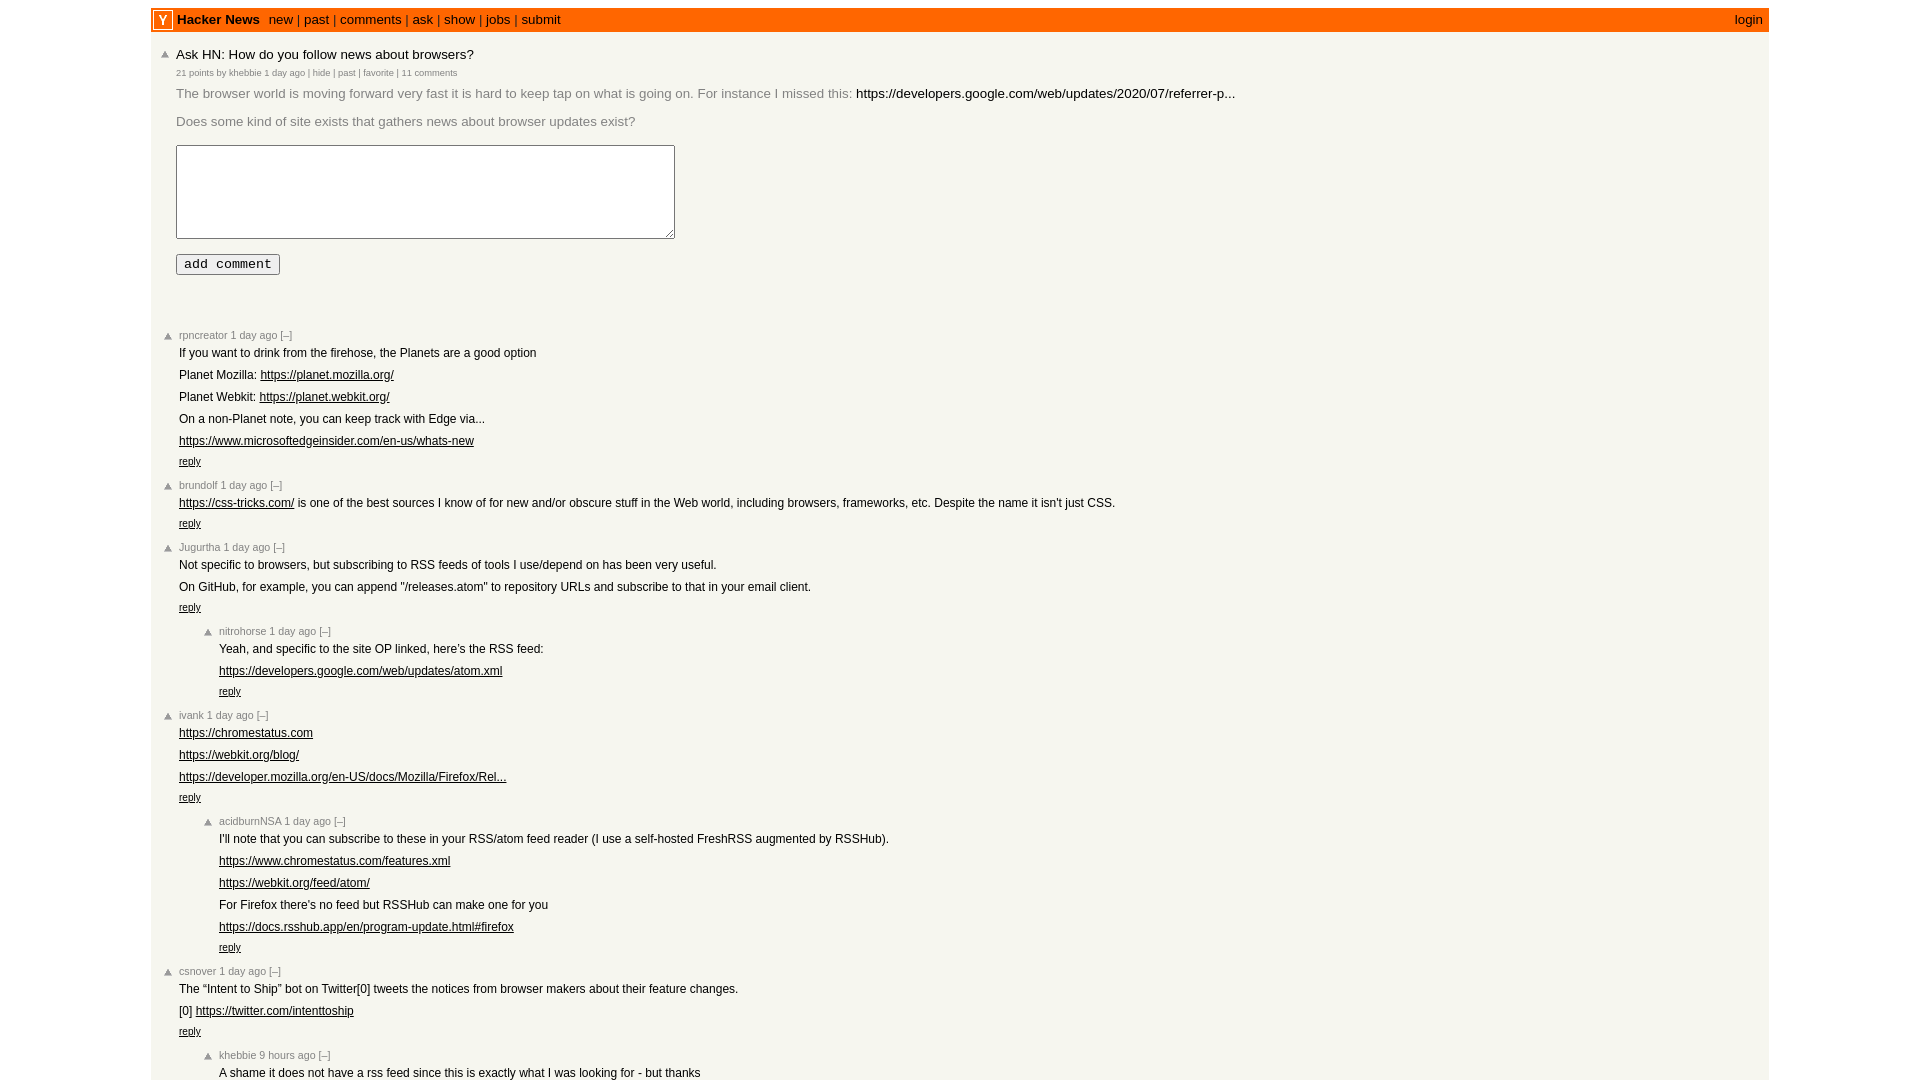 Y Hacker News new | past | comments | ask | show | jobs | submit login
Ask HN: How do you follow news about browsers?
21 points by khebbie 1 day ago | hide | past | favorite | 11 comments
The browser world is moving forward very fast it is hard to keep tap on what is going on. For instance I missed this: https://developers.google.com/web/updates/2020/07/referrer-p...
Does some kind of site exists that gathers news about browser updates exist?
add comment
rpncreator 1 day ago [–]
If you want to drink from the firehose, the Planets are a good option
Planet Mozilla: https://planet.mozilla.org/
Planet Webkit: https://planet.webkit.org/
On a non-Planet note, you can keep track with Edge via...
https://www.microsoftedgeinsider.com/en-us/whats-new
reply
brundolf 1 day ago [–]
https://css-tricks.com/ is one of the best sources I know of for new and/or obscure stuff in the Web world, including browsers, frameworks, etc. Despite the name it isn't just CSS.
reply
Jugurtha 1 day ago [–]
Not specific to browsers, but subscribing to RSS feeds of tools I use/depend on has been very useful.
On GitHub, for example, you can append "/releases.atom" to repository URLs and subscribe to that in your email client.
reply
nitrohorse 1 day ago [–]
Yeah, and specific to the site OP linked, here’s the RSS feed:
https://developers.google.com/web/updates/atom.xml
reply
ivank 1 day ago [–]
https://chromestatus.com
https://webkit.org/blog/
https://developer.mozilla.org/en-US/docs/Mozilla/Firefox/Rel...
reply
acidburnNSA 1 day ago [–]
I'll note that you can subscribe to these in your RSS/atom feed reader (I use a self-hosted FreshRSS augmented by RSSHub).
https://www.chromestatus.com/features.xml
https://webkit.org/feed/atom/
For Firefox there's no feed but RSSHub can make one for you
https://docs.rsshub.app/en/program-update.html#firefox
reply
csnover 1 day ago [–]
The “Intent to Ship” bot on Twitter[0] tweets the notices from browser makers about their feature changes.
[0] https://twitter.com/intenttoship
reply
khebbie 9 hours ago [–]
A shame it does not have a rss feed since this is exactly what I was looking for - but thanks